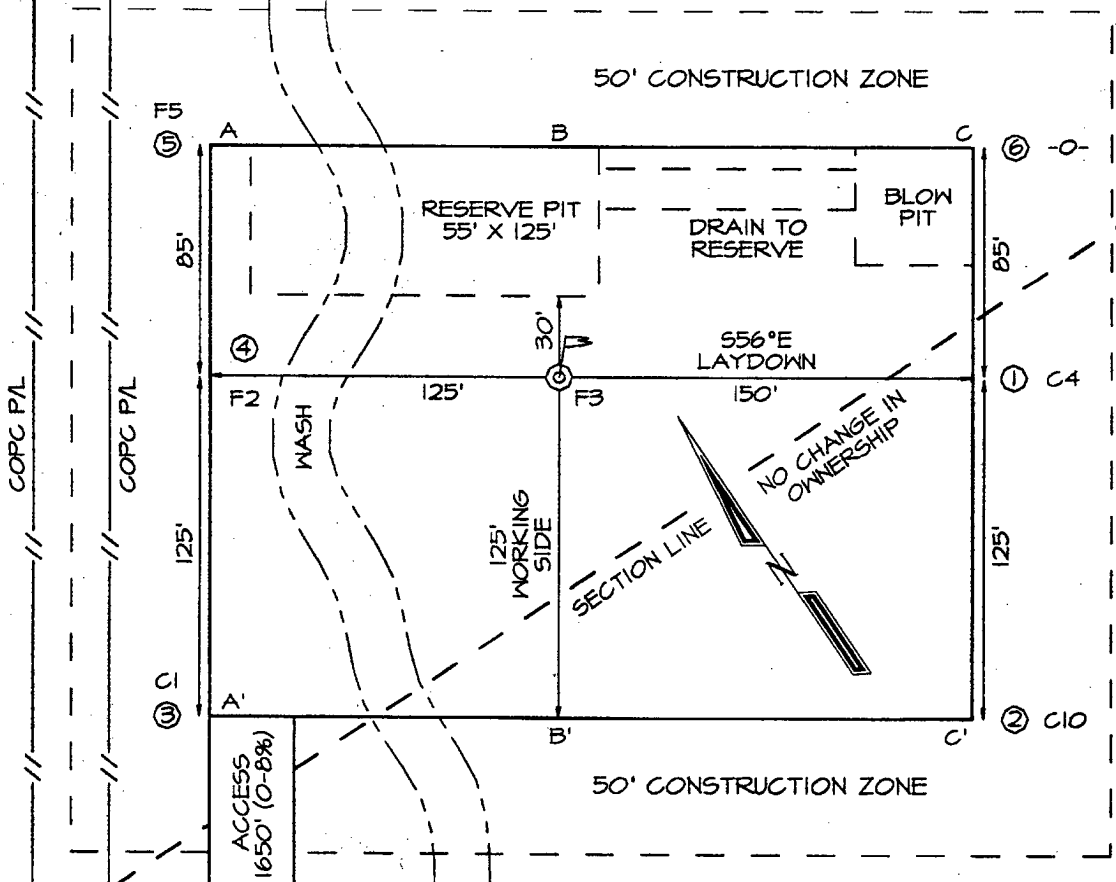 50' CONSTRUCTION ZONE
F5
⑤
A
B
C
⑥ -0-
RESERVE PIT
55' X 125'
BLOW
PIT
DRAIN TO
RESERVE
85'
85'
30'
④
S56°E
LAYDOWN
F2
125'
F3
150'
① C4
COPC P/L
COPC P/L
WASH
NO CHANGE IN
OWNERSHIP
125'
125'
WORKING
SIDE
SECTION LINE
N
125'
C1
③
A'
B'
C'
② C10
ACCESS
1650' (0-8%)
50' CONSTRUCTION ZONE